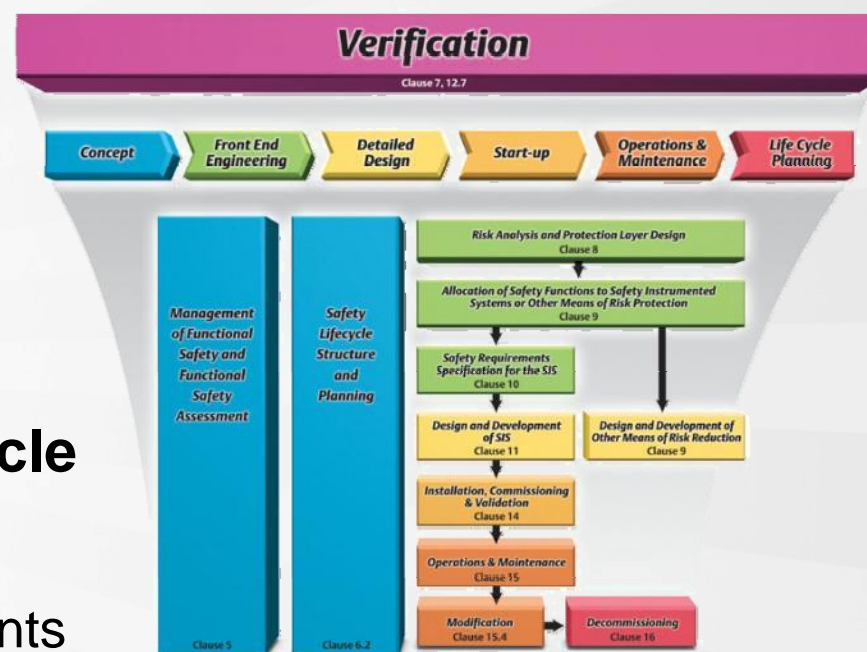 Verification
Clause 7, 12.7
Concept
Front End
Engineering
Detailed
Design
Start-up
Operations &
Maintenance
Life Cycle
Planning
Management
of Functional
Safety and
Functional
Safety
Assessment
Clause 5
Safety
Lifecycle
Structure
and
Planning
Clause 6.2
Risk Analysis and Protection Layer Design
Clause 8
Allocation of Safety Functions to Safety Instrumented
Systems or Other Means of Risk Protection
Clause 9
Safety Requirements
Specification for the SIS
Clause 10
Design and Development
of SIS
Clause 11
Design and Development of
Other Means of Risk Reduction
Clause 9
Installation, Commissioning
& Validation
Clause 14
Operations & Maintenance
Clause 15
Modification
Clause 15.4
Decommissioning
Clause 16
cle
nts